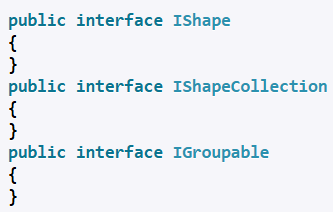 public interface IShape
{
}
public interface IShapeCollection
{
}
public interface IGroupable
{
}